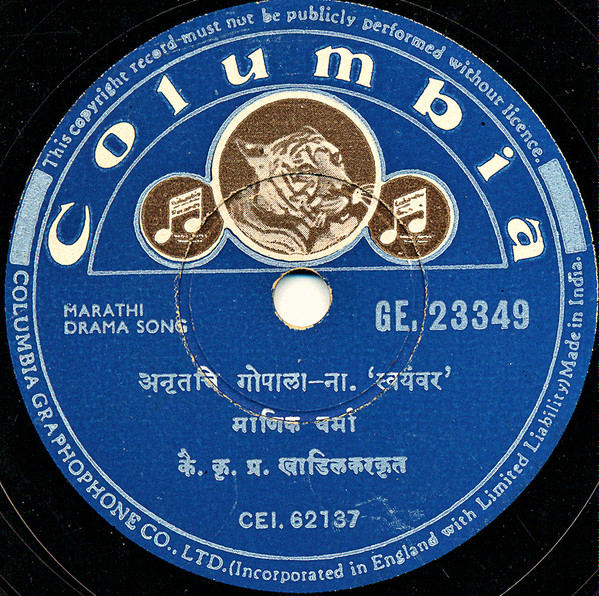 This copyright record must not be publicly performed without licence.
Columbia
MARATHI
DRAMA SONG
GE. 23349
अनृतचि गोपाला-ना. ‘स्वयंवर’
माणिक वर्मा
कै. कृ. प्र. खाडिलकरकृत
CEI. 62137
COLUMBIA GRAPHOPHONE CO., LTD. (Incorporated in England with Limited Liability) Made in India.